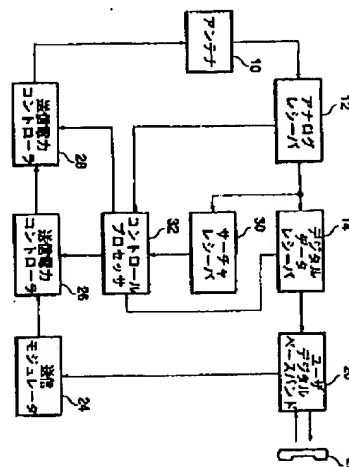 アンテナ
10
アナログ
レシーバ
12
デジタル
データ
レシーバ
サーチャ
レシーバ
30
コントロール
プロセッサ
32
送信電力
コントローラ
28
送信電力
コントローラ
26
送信
モジュレータ
24
ユーザ
デジタル
ベースバンド